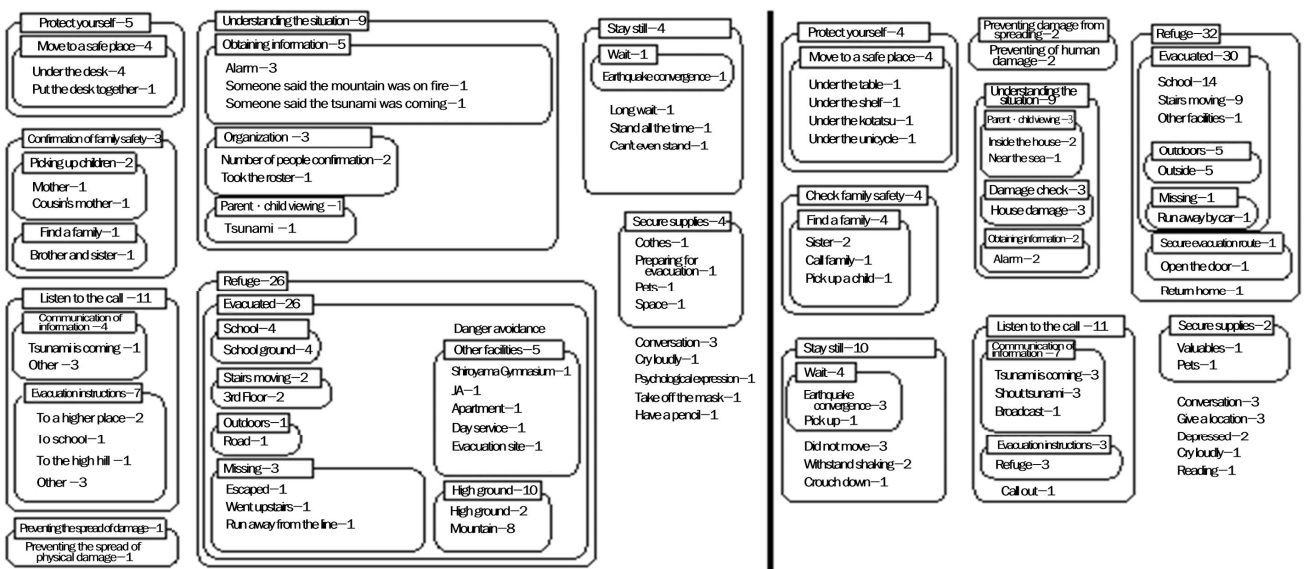 Protect yourself—5
Move to a safe place—4
Under the desk—4
Put the desk together—1
Confirmation of family safety—3
Picking up children—2
Mother—1
Cousin's mother—1
Find a family—1
Brother and sister—1
Listen to the call —11
Communication of
information —4
Tsunami is coming —1
Other —3
Evacuation instructions—7
To a higher place—2
To school—1
To the high hill —1
Other —3
Preventing the spread of damage—1
Preventing the spread of
physical damage—1
Understanding the situation—9
Obtaining information—5
Alarm—3
Someone said the mountain was on fire—1
Someone said the tsunami was coming—1
Organization —3
Number of people confirmation—2
Took the roster—1
Parent・child viewing —1
Tsunami —1
Refuge—26
Evacuated—26
School—4
School ground—4
Stairs moving—2
3rd Floor—2
Outdoors—1
Road—1
Missing—3
Escaped—1
Went upstairs—1
Run away from the line—1
Danger avoidance
Other facilities—5
Shiroyama Gymnasium—1
JA—1
Apartment—1
Day service—1
Evacuation site—1
High ground—10
High ground—2
Mountain—8
Stay still—4
Wait—1
Earthquake convergence—1
Long wait—1
Stand all the time—1
Can't even stand—1
Secure supplies—4
Cothes—1
Preparing for
evacuation—1
Pets—1
Space—1
Conversation—3
Cry loudly—1
Psychological expression—1
Take off the mask—1
Have a pencil—1
Protect yourself—4
Move to a safe place—4
Under the table—1
Under the shelf—1
Under the kotatsu—1
Under the unicycle—1
Check family safety—4
Find a family—4
Sister—2
Call family—1
Pick up a child—1
Stay still—10
Wait—4
Earthquake
convergence—3
Pick up—1
Did not move—3
Withstand shaking—2
Crouch down—1
Preventing damage from
spreading—2
Preventing of human
damage—2
Understanding the
situation—9
Parent・child viewing—3
Inside the house—2
Near the sea—1
Damage check—3
House damage—3
Obtaining information—2
Alarm—2
Listen to the call —11
Communication of
information—7
Tsunami is coming—3
Shout tsunami—3
Broadcast—1
Evacuation instructions—3
Refuge—3
Call out—1
Refuge—32
Evacuated—30
School—14
Stairs moving—9
Other facilities—1
Outdoors—5
Outside—5
Missing—1
Run away by car—1
Secure evacuation route—1
Open the door—1
Return home—1
Secure supplies—2
Valuables—1
Pets—1
Conversation—3
Give a location—3
Depressed—2
Cry loudly—1
Reading—1